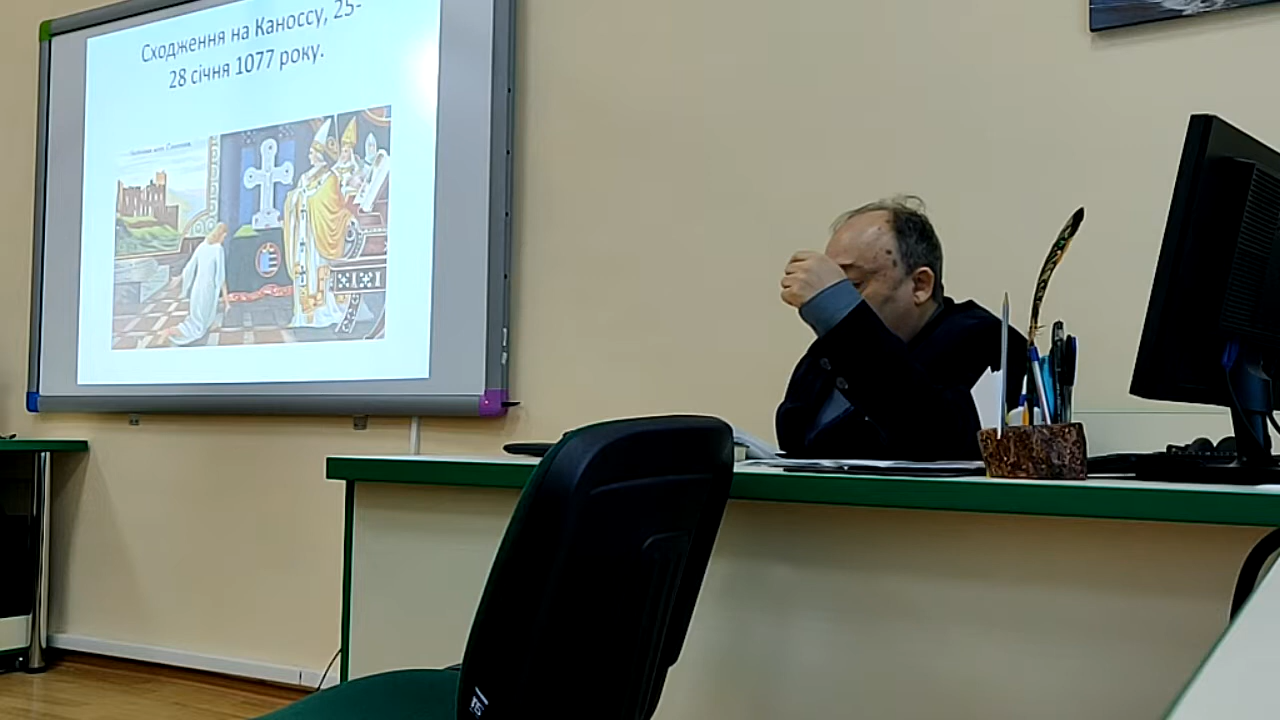 Сходження на Каноссу, 25-
28 січня 1077 року.